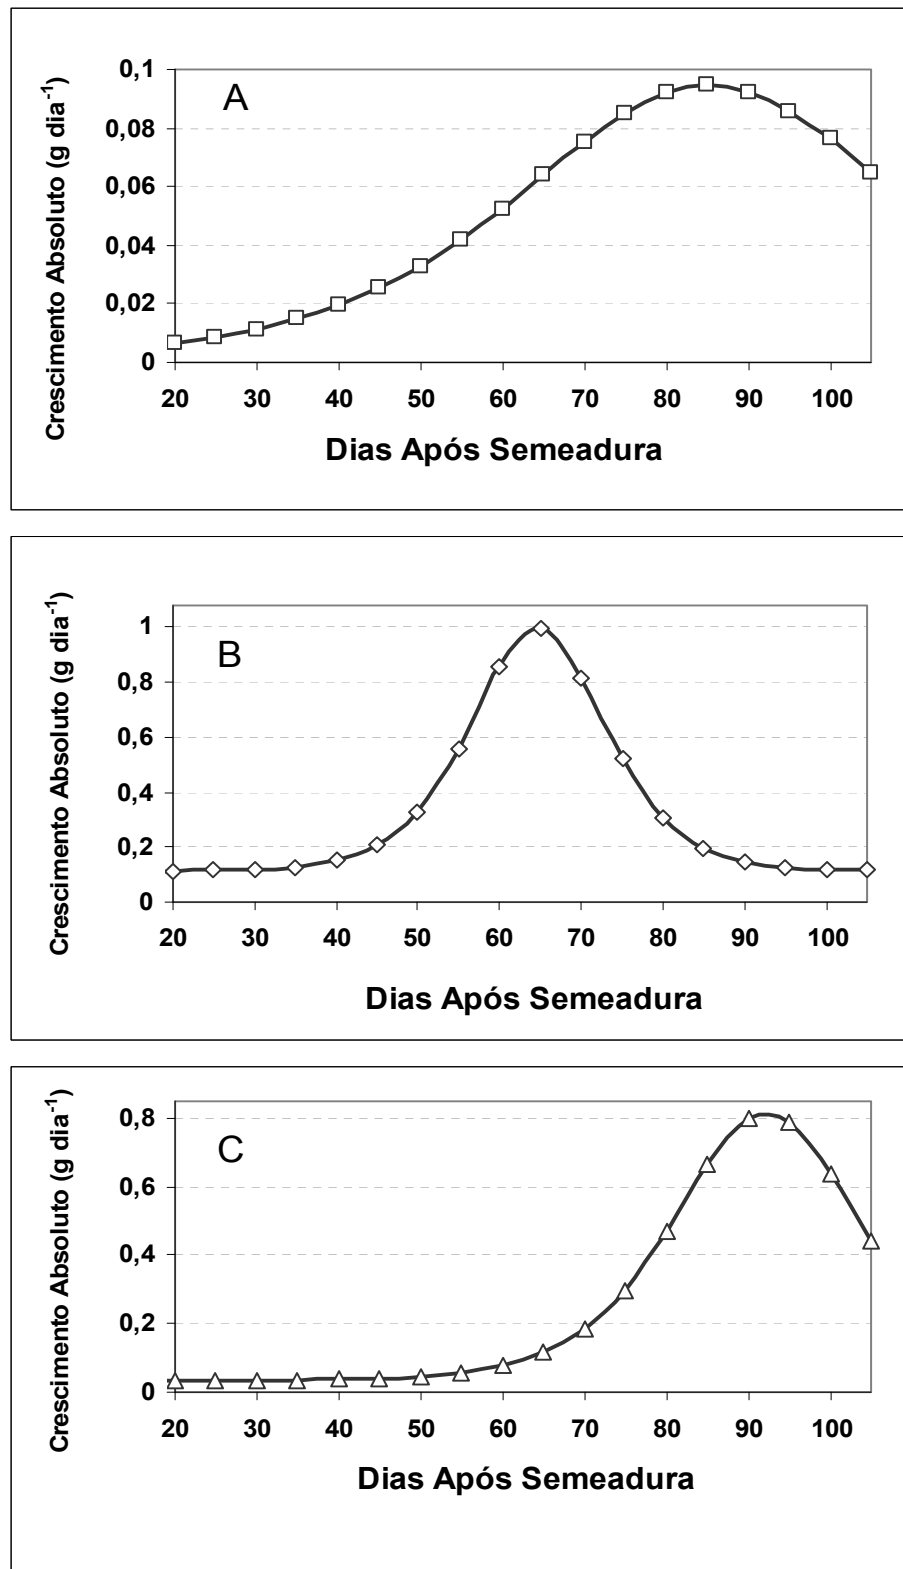 A
Crescimento Absoluto (g dia-1)
0,1
0,08
0,06
0,04
0,02
0
20 30 40 50 60 70 80 90 100
Dias Após Semeadura
B
Crescimento Absoluto (g dia-1)
1
0,8
0,6
0,4
0,2
0
20 30 40 50 60 70 80 90 100
Dias Após Semeadura
C
Crescimento Absoluto (g dia-1)
0,8
0,6
0,4
0,2
0
20 30 40 50 60 70 80 90 100
Dias Após Semeadura